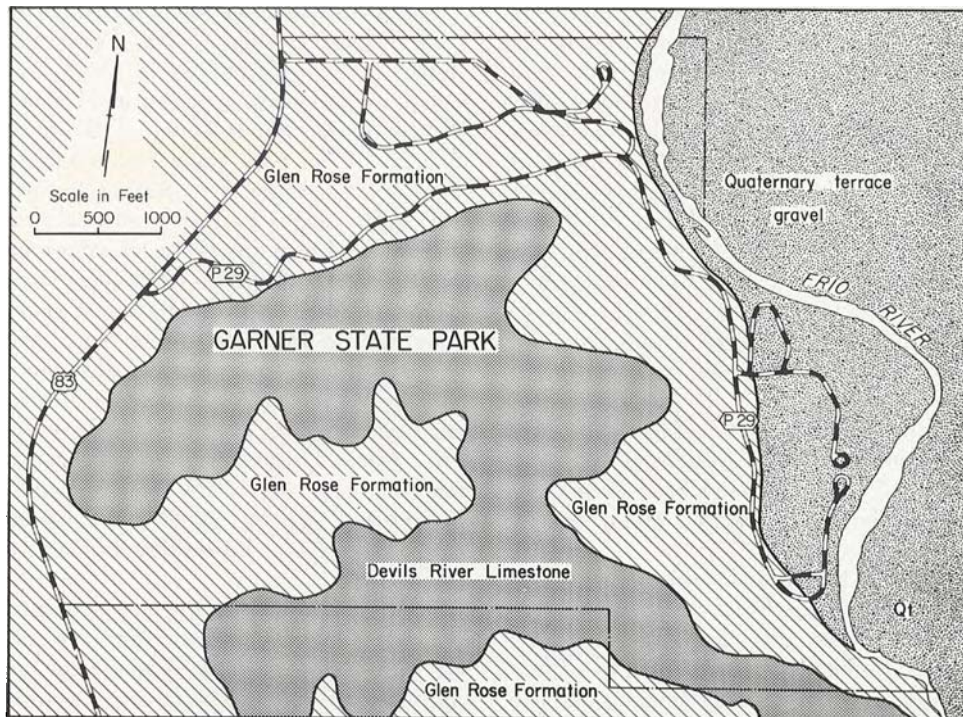 N
Scale in Feet
0 500 1000
Glen Rose Formation
Quaternary terrace
gravel
P 29
FRIO
RIVER
GARNER STATE PARK
83
P 29
Glen Rose Formation
Glen Rose Formation
Devils River Limestone
Qt
Glen Rose Formation